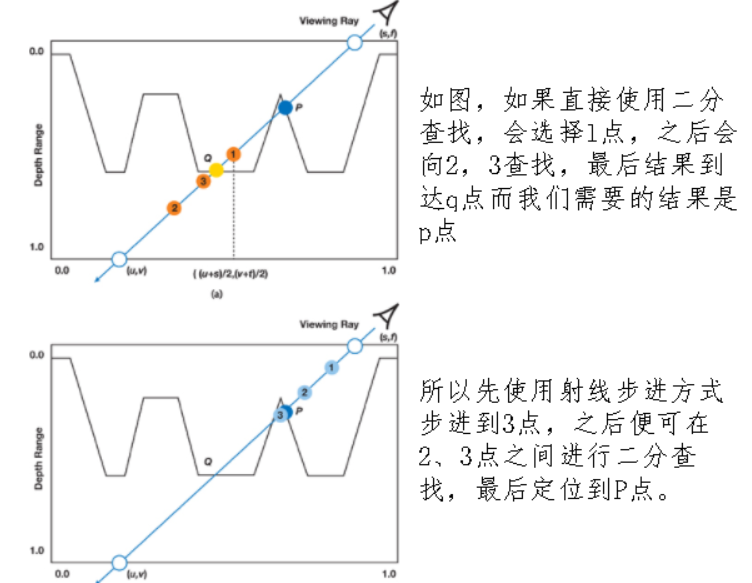 Viewing Ray
(s,t)
0.0
P
Q
1
3
2
Depth Range
1.0
0.0
(u,v)
( (u+s)/2,(v+t)/2)
1.0
(a)
如图，如果直接使用二分
查找，会选择1点，之后会
向2，3查找，最后结果到
达q点而我们需要的结果是
p点
Viewing Ray
(s,t)
0.0
1
2
3
P
Q
Depth Range
1.0
0.0
(u,v)
1.0
所以先使用射线步进方式
步进到3点，之后便可在
2、3点之间进行二分查
找，最后定位到P点。